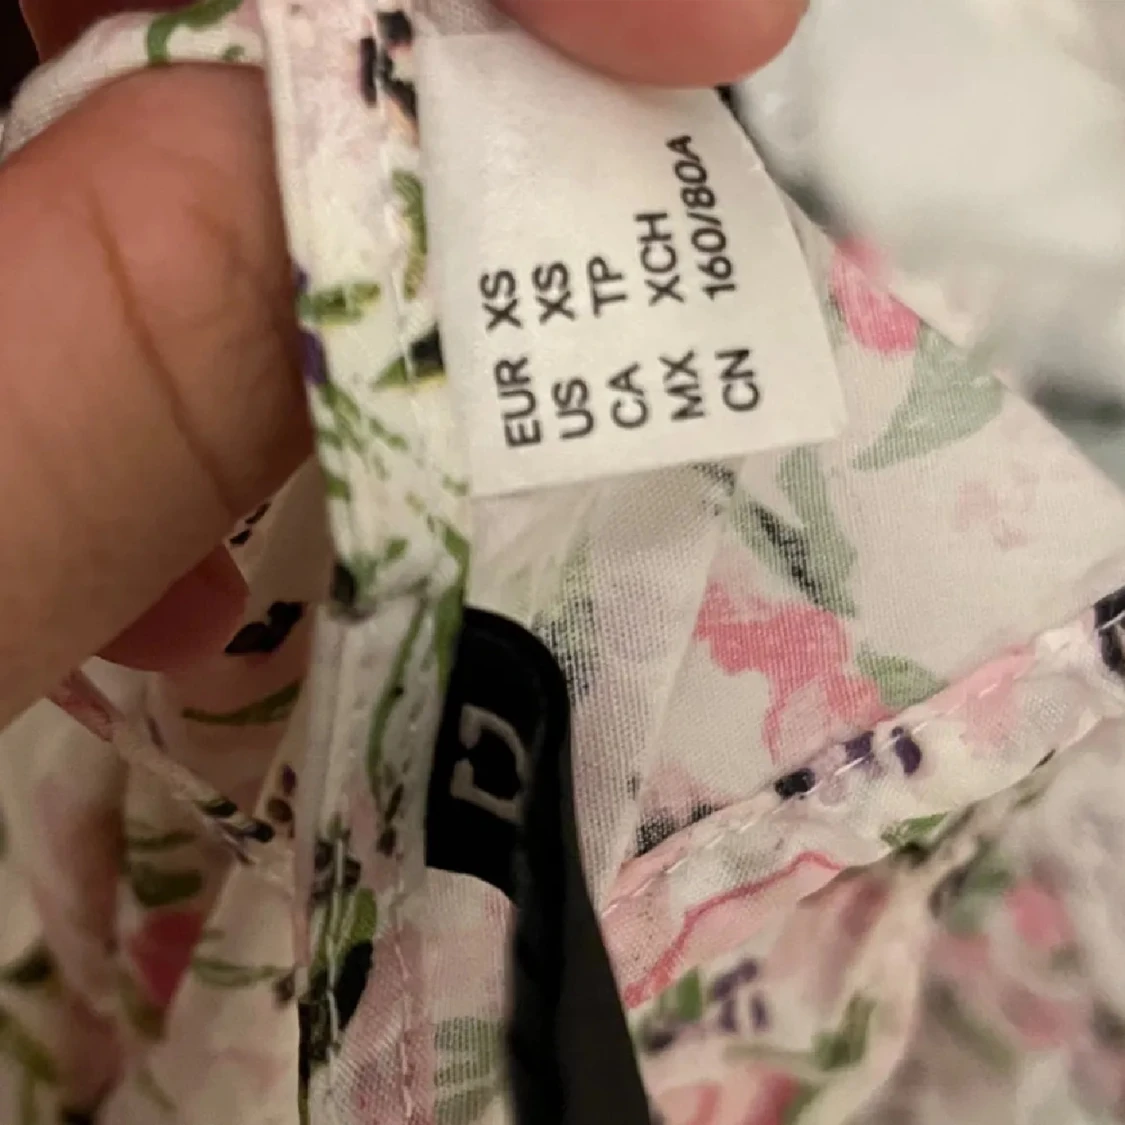 EUR XS
US XS
CA TP
MX XCH
CN 160/80A